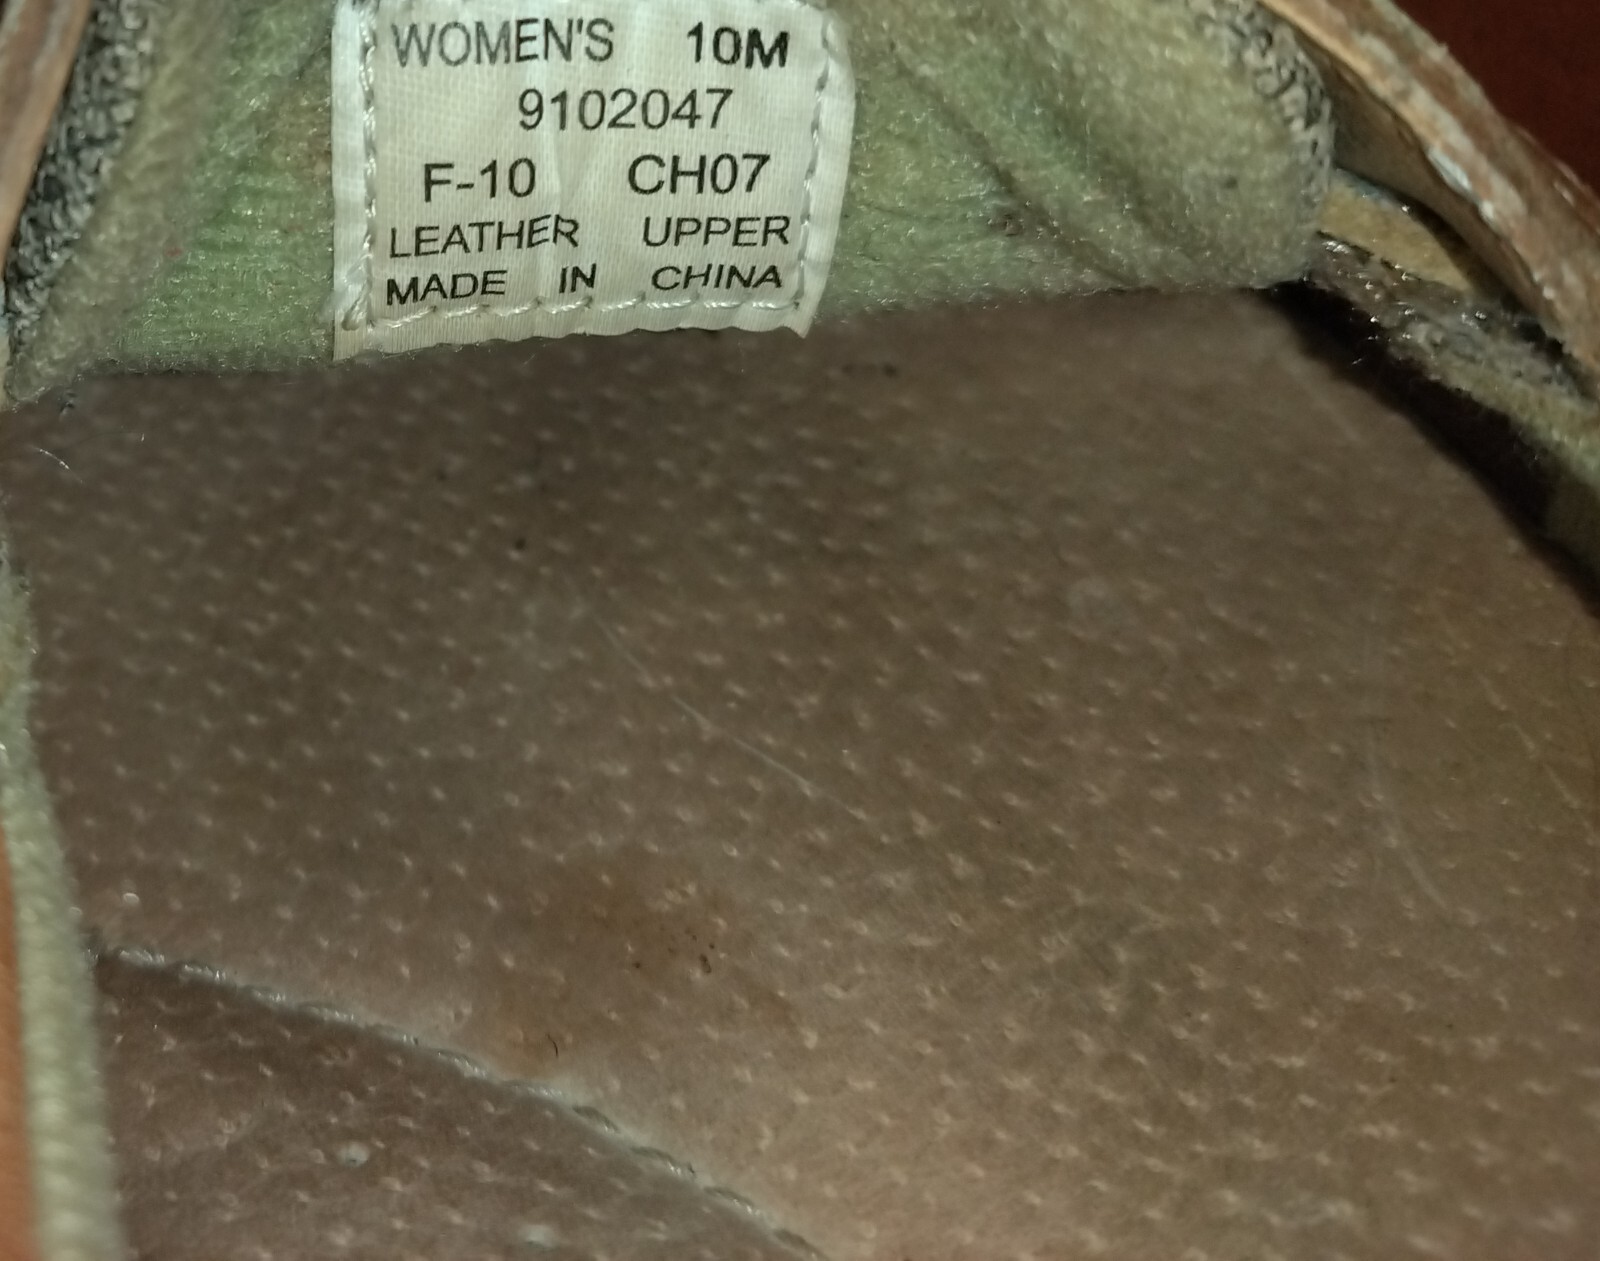 WOMEN'S 10M
9102047
F-10 CH07
LEATHER UPPER
MADE IN CHINA